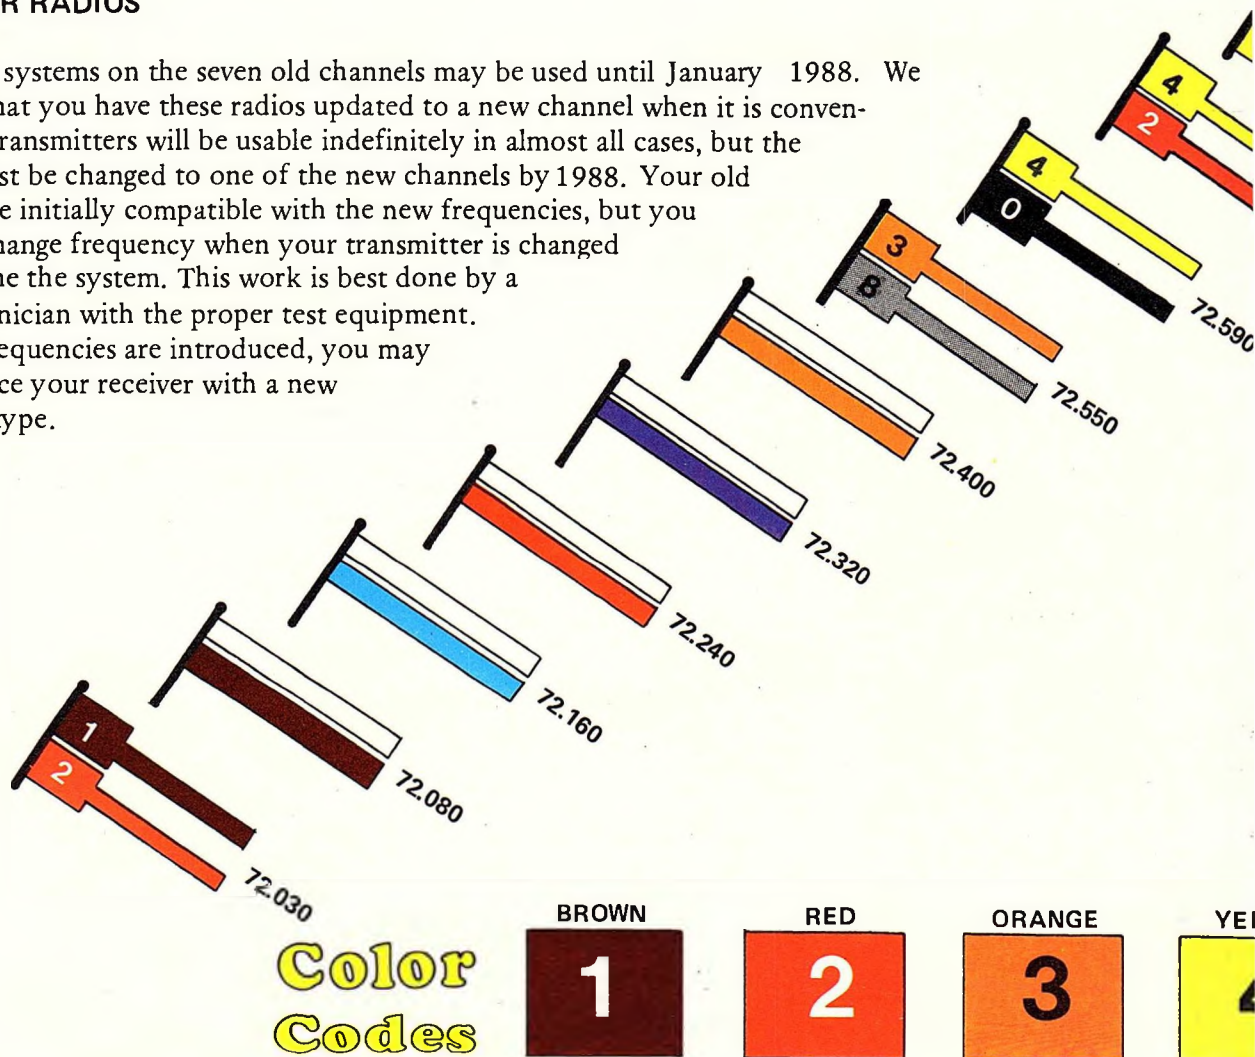 R RADIOS
systems on the seven old channels may be used until January 1988. We
hat you have these radios updated to a new channel when it is conven-
ransmitters will be usable indefinitely in almost all cases, but the
st be changed to one of the new channels by 1988. Your old
e initially compatible with the new frequencies, but you
hange frequency when your transmitter is changed
ne the system. This work is best done by a
nician with the proper test equipment.
equencies are introduced, you may
ce your receiver with a new
type.
4
2
4
0
72.590
3
8
72.550
72.400
72.320
72.240
72.160
72.080
1
2
72.030
Color
Codes
BROWN
1
RED
2
ORANGE
3
YEL
4